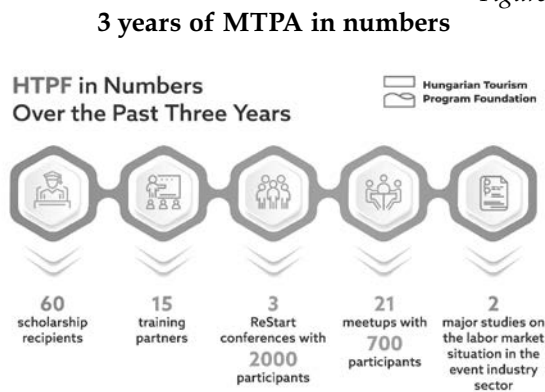 Figure
3 years of MTPA in numbers
HTPF in Numbers
Over the Past Three Years
Hungarian Tourism
Program Foundation
60
scholarship
recipients
15
training
partners
3
ReStart
conferences with
2000
participants
21
meetups with
700
participants
2
major studies on
the labor market
situation in the
event industry
sector